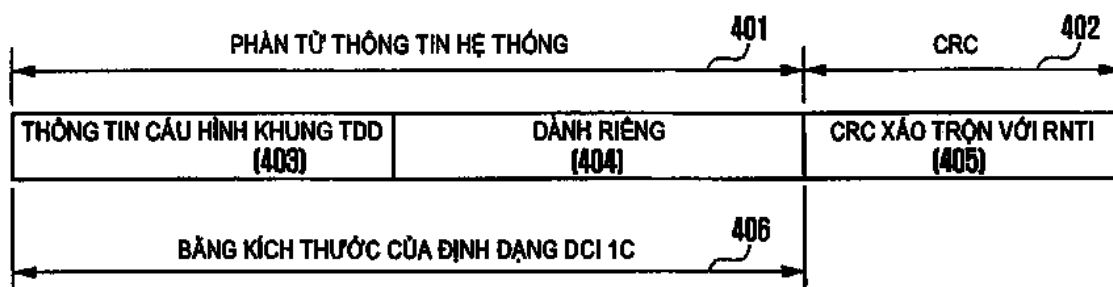 PHẦN TỬ THÔNG TIN HỆ THỐNG 401 CRC 402
THÔNG TIN CẤU HÌNH KHUNG TDD DÀNH RIÊNG CRC XÁO TRỘN VỚI RNTI
(403) (404) (405)
BẰNG KÍCH THƯỚC CỦA ĐỊNH DẠNG DCI 1C 406